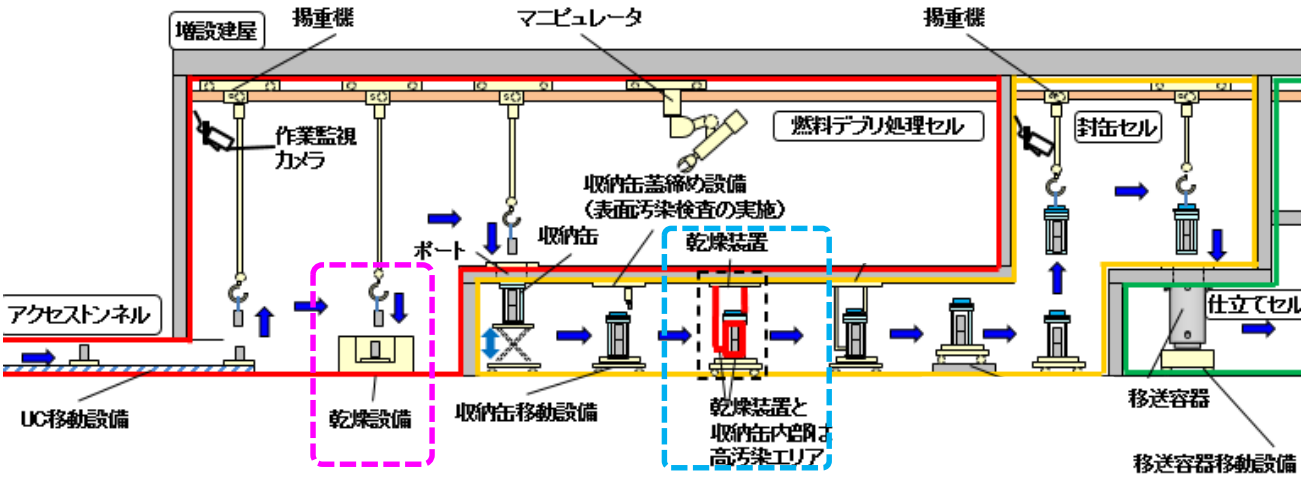 増設建屋
揚重機
マニピュレータ
揚重機
作業監視
カメラ
燃料デブリ処理セル
封缶セル
収納缶蓋締め設備
(表面汚染検査の実施)
ポート
収納缶
乾燥装置
アクセストンネル
仕立てセル
UC移動設備
乾燥設備
収納缶移動設備
乾燥装置と
収納缶内部は
高汚染エリア
移送容器
移送容器移動設備